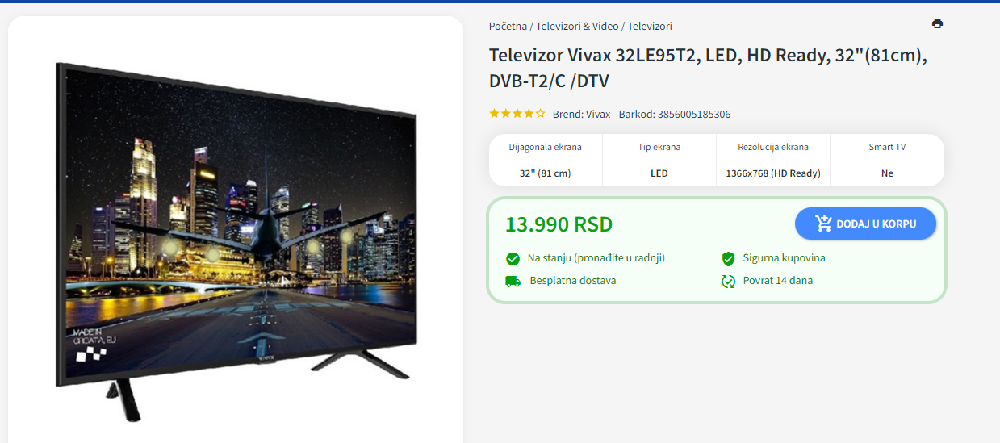 Početna / Televizori & Video / Televizori
Televizor Vivax 32LE95T2, LED, HD Ready, 32"(81cm),
DVB-T2/C /DTV
Brend: Vivax Barkod: 3856005185306
Dijagonala ekrana
32" (81 cm)
Tip ekrana
LED
Rezolucija ekrana
1366x768 (HD Ready)
Smart TV
Ne
13.990 RSD
DODAJ U KORPU
Na stanju (pronađite u radnji)
Sigurna kupovina
Besplatna dostava
Povrat 14 dana
MADE IN
CROATIA, EU
VIVAX